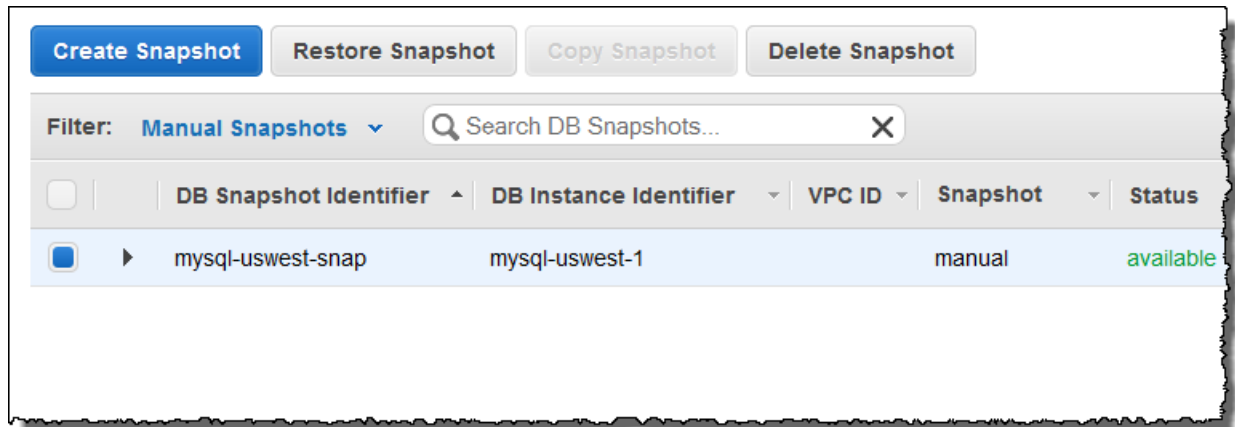 Create Snapshot Restore Snapshot Copy Snapshot Delete Snapshot
Filter: Manual Snapshots Search DB Snapshots...
DB Snapshot Identifier DB Instance Identifier VPC ID Snapshot Status
mysql-uswest-snap mysql-uswest-1 manual available